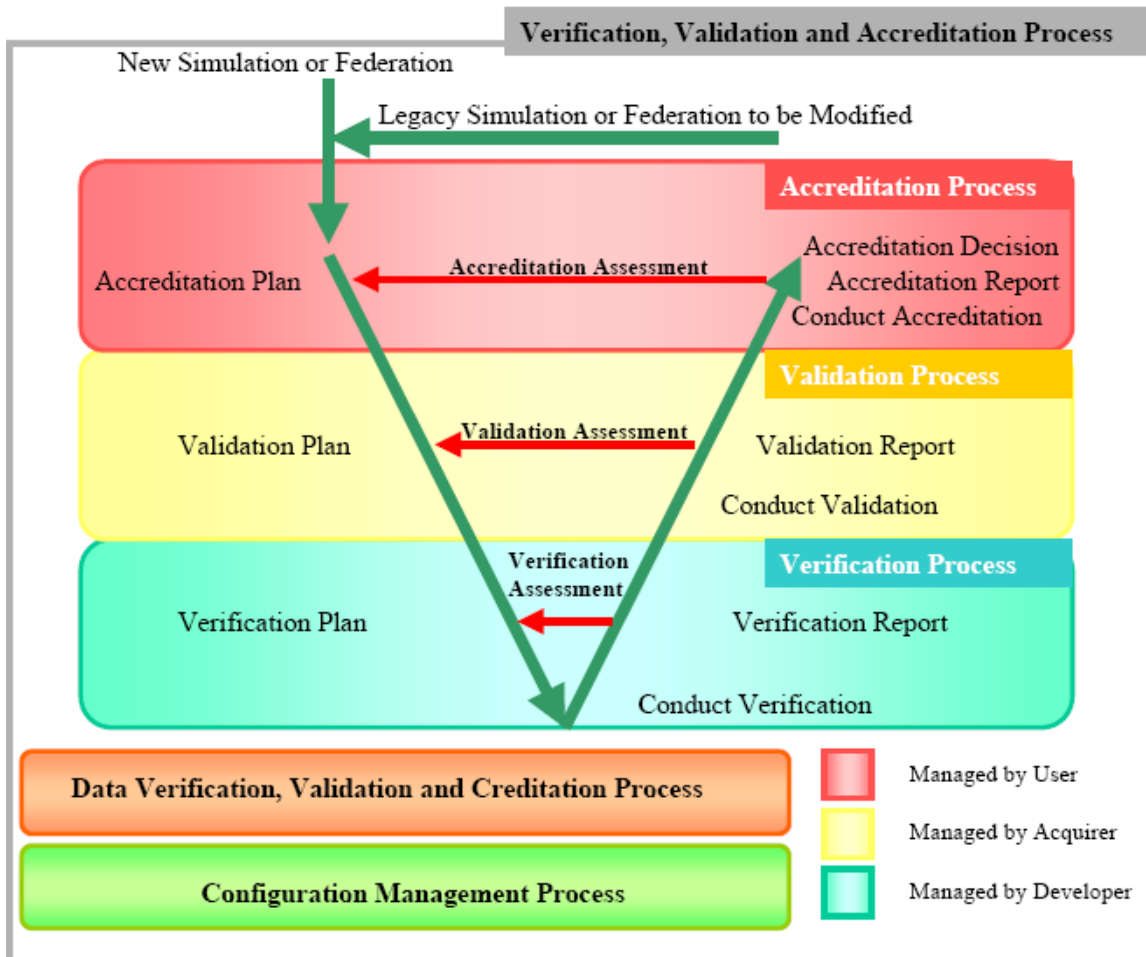 Verification, Validation and Accreditation Process
New Simulation or Federation
Legacy Simulation or Federation to be Modified
Accreditation Process
Accreditation Decision
Accreditation Assessment
Accreditation Plan
Accreditation Report
Conduct Accreditation
Validation Process
Validation Assessment
Validation Plan
Validation Report
Conduct Validation
Verification Process
Verification
Assessment
Verification Plan
Verification Report
Conduct Verification
Data Verification, Validation and Creditation Process
Configuration Management Process
Managed by User
Managed by Acquirer
Managed by Developer